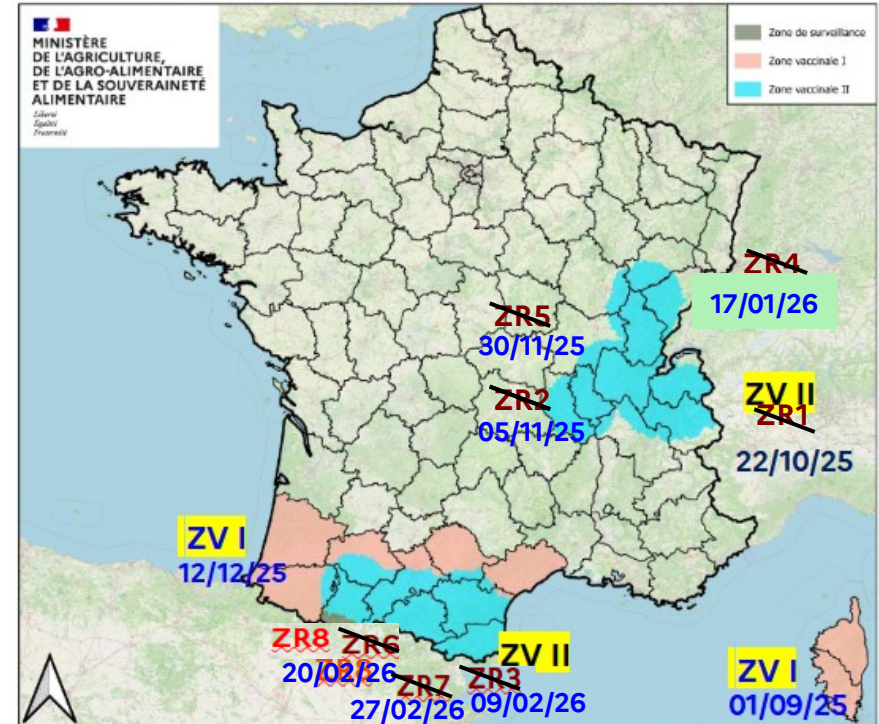 MINISTÈRE
DE L'AGRICULTURE,
DE L'AGRO-ALIMENTAIRE
ET DE LA SOUVERAINETÉ
ALIMENTAIRE
Liberté
Égalité
Fraternité
Zone de surveillance
Zone vaccinale I
Zone vaccinale II
ZR4
17/01/26
ZR5
30/11/25
ZV II
ZR1
22/10/25
ZR2
05/11/25
ZV I
12/12/25
ZR8
ZR6
20/02/26
ZR7
27/02/26
ZV II
ZR3
09/02/26
ZV I
01/09/25